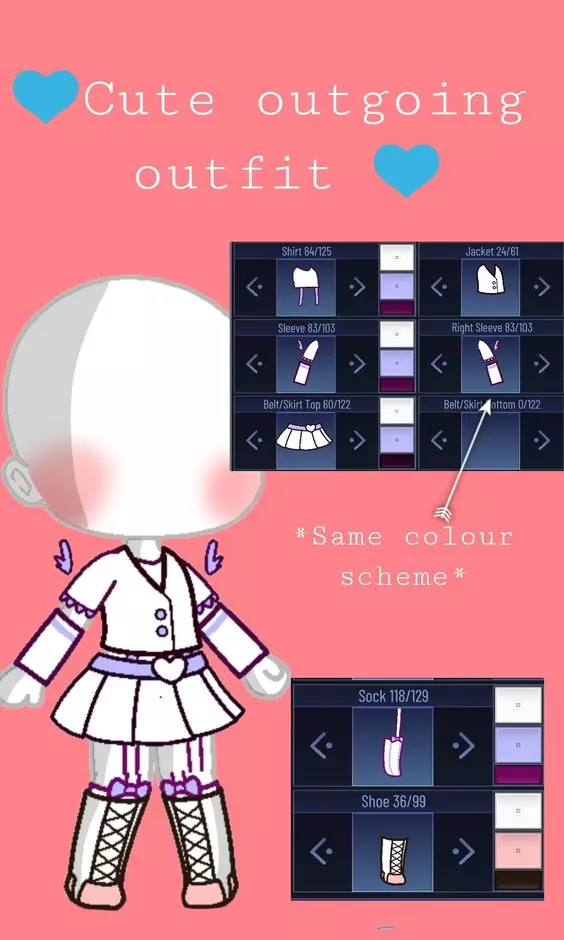 Cute outgoing
outfit
Shirt 84/125
Jacket 24/61
Sleeve 83/103
Right Sleeve 83/103
Belt/Skirt Top 60/122
Belt/Skirt Bottom 0/122
*Same colour
scheme*
Sock 118/129
Shoe 36/99